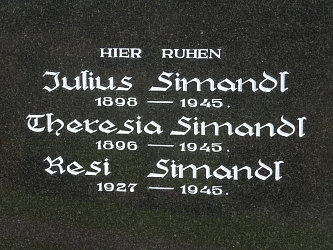 HIER RUHEN
Julius Simandl
1898 — 1945.
Theresia Simandl
1896 — 1945.
Resi Simandl
1927 — 1945.